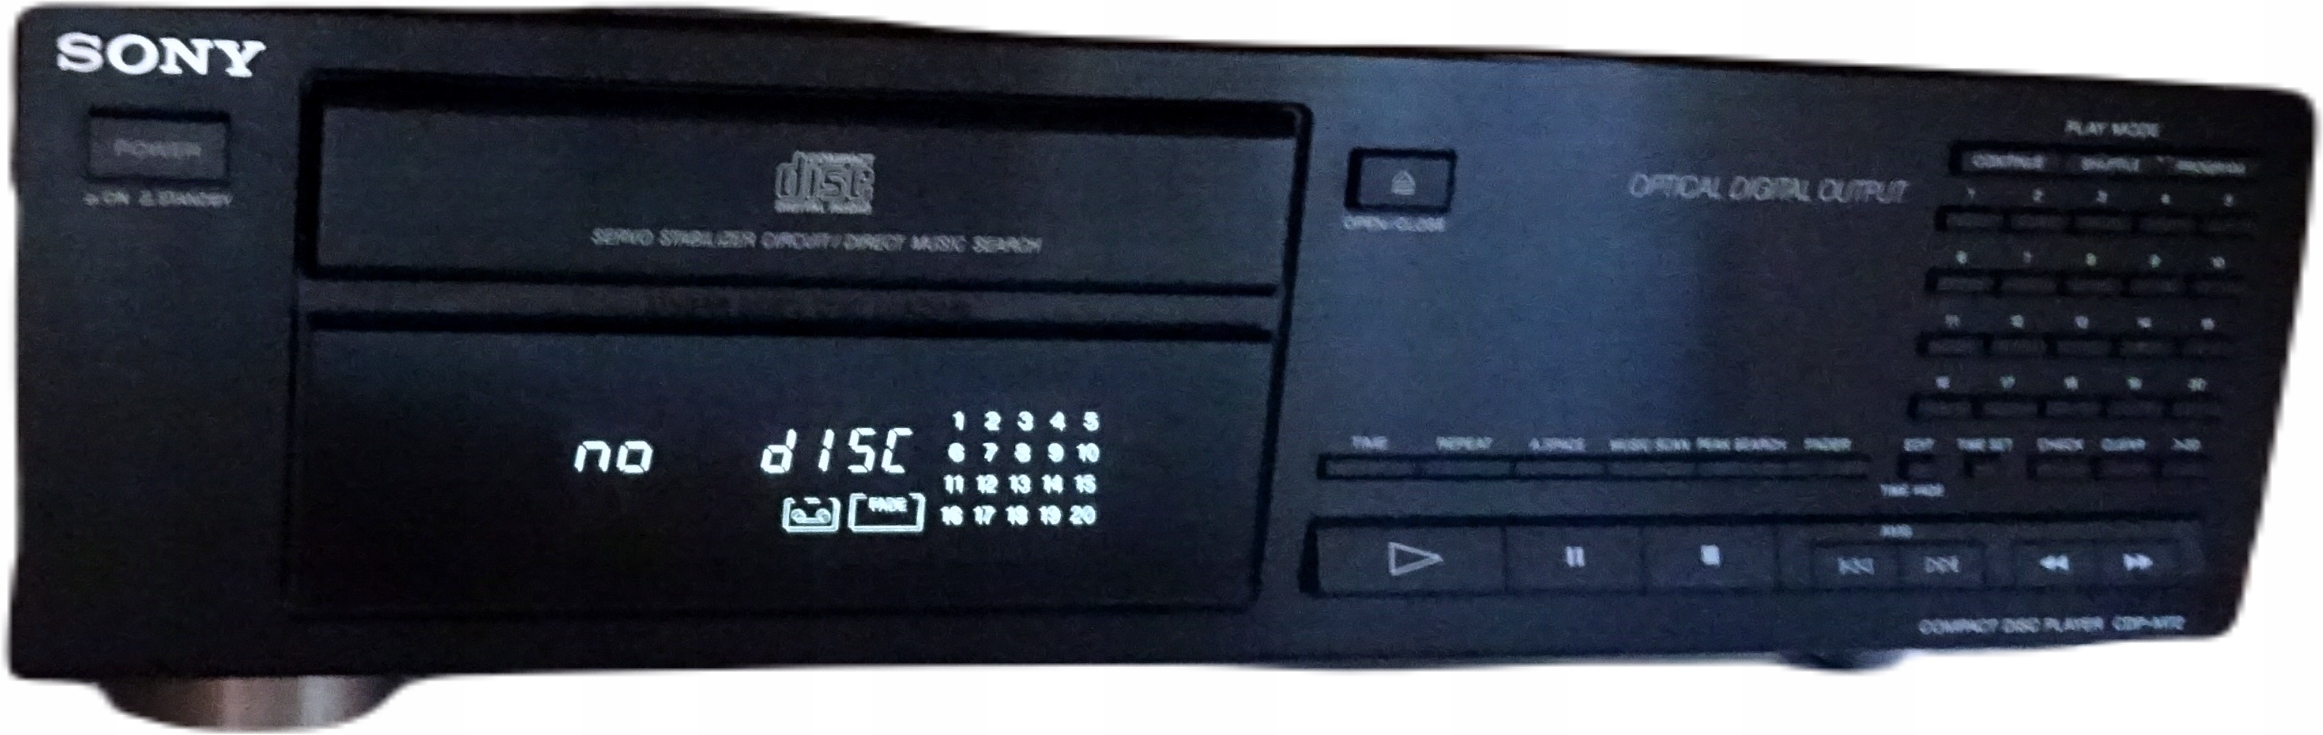 SONY
POWER
ON STANDBY
COMPACT
disc
DIGITAL AUDIO
SERVO STABILIZER CIRCUIT / DIRECT MUSIC SEARCH
no dISC
1 2 3 4 5
6 7 8 9 10
11 12 13 14 15
16 17 18 19 20
FADE
OPEN/CLOSE
OPTICAL DIGITAL OUTPUT
PLAY MODE
CONTINUE SHUFFLE PROGRAM
1 2 3 4 5
6 7 8 9 10
11 12 13 14 15
16 17 18 19 20
TIME REPEAT A.SPACE MUSIC SCAN PEAK SEARCH FADER EDIT TIME SET CHECK CLEAR >20
TIME FADE
AMS
COMPACT DISC PLAYER